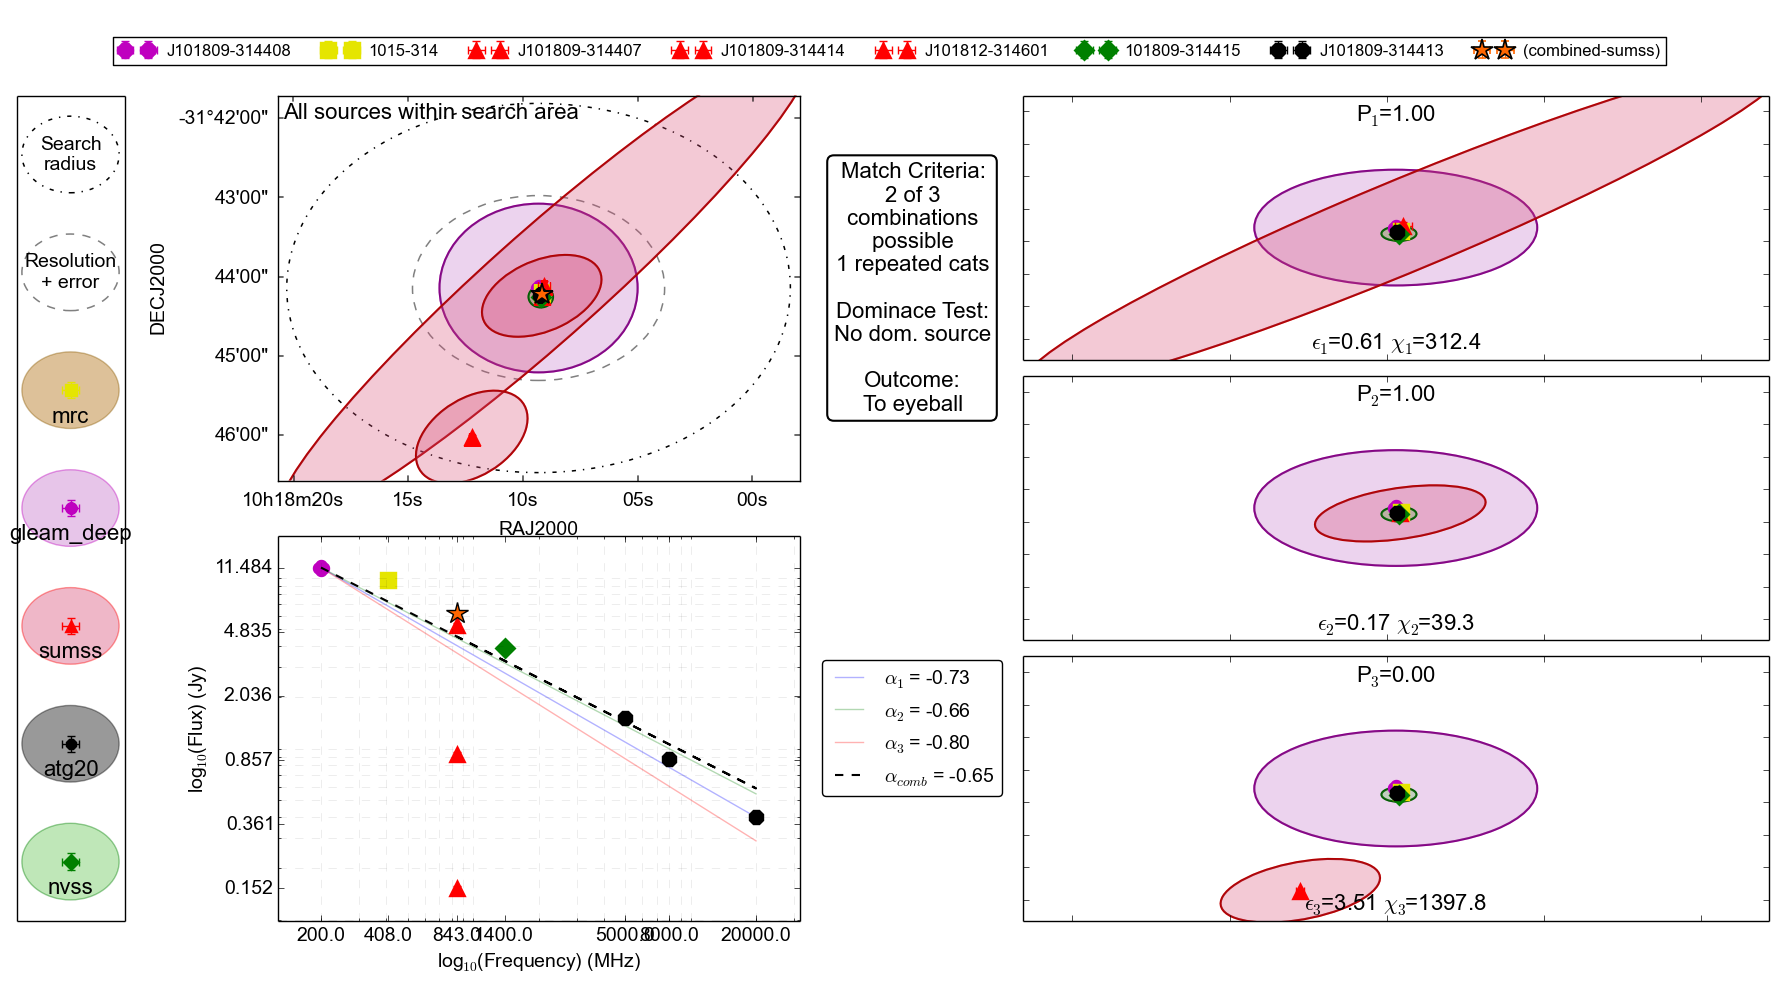 J101809-314408 1015-314 J101809-314407 J101809-314414 J101812-314601 101809-314415 J101809-314413 (combined-sumss)
Search
radius
Resolution
+ error
mrc
gleam_deep
sumss
atg20
nvss
All sources within search area
DECJ2000
-31°42'00"
43'00"
44'00"
45'00"
46'00"
10h18m20s 15s 10s 05s 00s
RAJ2000
Match Criteria:
2 of 3
combinations
possible
1 repeated cats
Dominace Test:
No dom. source
Outcome:
To eyeball
P₁=1.00
ϵ₁=0.61 χ₁=312.4
P₂=1.00
ϵ₂=0.17 χ₂=39.3
P₃=0.00
ϵ₃=3.51 χ₃=1397.8
log₁₀(Flux) (Jy)
11.484
4.835
2.036
0.857
0.361
0.152
200.0 408.0 843.0 1400.0 5000.0 8000.0 20000.0
log₁₀(Frequency) (MHz)
α₁ = -0.73
α₂ = -0.66
α₃ = -0.80
α_comb = -0.65